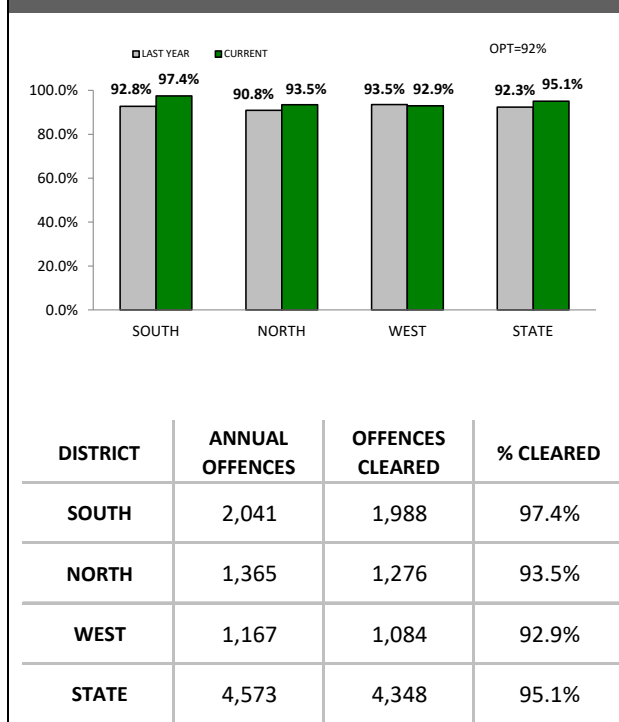 LAST YEAR CURRENT OPT=92%
92.8% 97.4% 90.8% 93.5% 93.5% 92.9% 92.3% 95.1%
100.0%
80.0%
60.0%
40.0%
20.0%
0.0%
SOUTH NORTH WEST STATE
DISTRICT ANNUAL OFFENCES OFFENCES CLEARED % CLEARED
SOUTH 2,041 1,988 97.4%
NORTH 1,365 1,276 93.5%
WEST 1,167 1,084 92.9%
STATE 4,573 4,348 95.1%